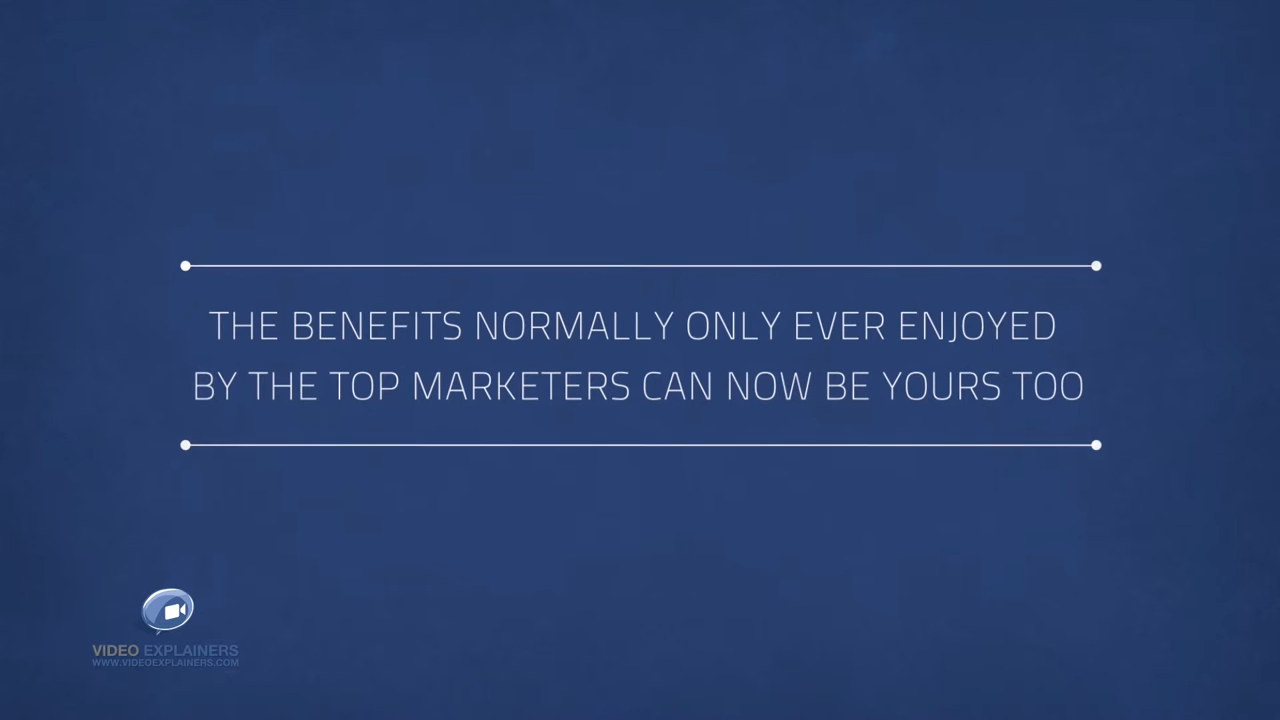 THE BENEFITS NORMALLY ONLY EVER ENJOYED
BY THE TOP MARKETERS CAN NOW BE YOURS TOO
VIDEO EXPLAINERS
WWW.VIDEOEXPLAINERS.COM